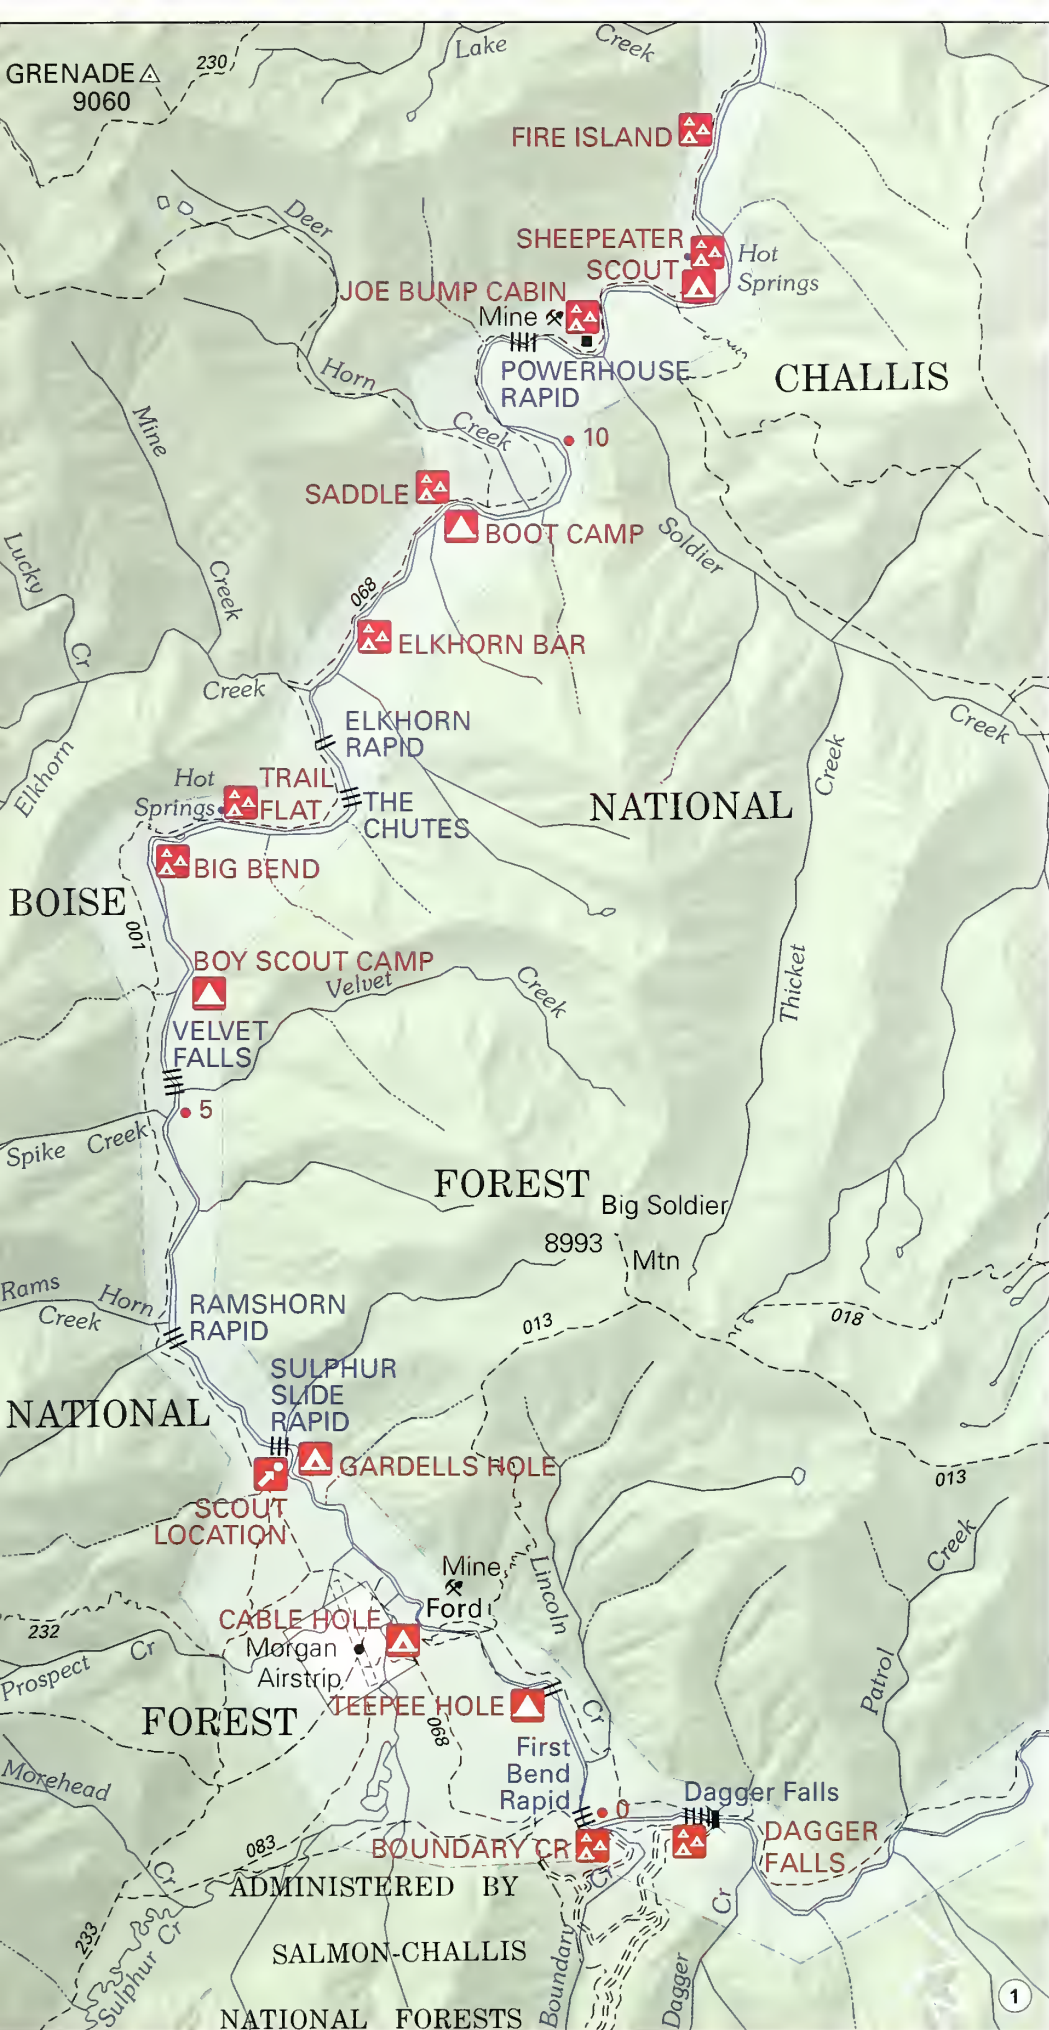 Lake Creek
230
GRENADE
9060
FIRE ISLAND
Deer
SHEEPEATER
SCOUT
Hot
Springs
JOE BUMP CABIN
Mine
POWERHOUSE
RAPID
CHALLIS
Horn
Creek
Mine
Creek
10
SADDLE
BOOT CAMP
Soldier
Creek
Lucky
Cr
068
ELKHORN BAR
Creek
Elkhorn
ELKHORN
RAPID
Creek
Thicket
Hot
Springs
TRAIL
FLAT
THE
CHUTES
NATIONAL
BIG BEND
BOISE
001
BOY SCOUT CAMP
Velvet
Creek
VELVET
FALLS
5
Spike Creek
FOREST
Big Soldier
8993
Mtn
Rams Horn
Creek
RAMSHORN
RAPID
013
018
SULPHUR
SLIDE
RAPID
NATIONAL
GARDELLS HOLE
013
SCOUT
LOCATION
Creek
Patrol
Mine
Lincoln
Cr
Ford
CABLE HOLE
232
Morgan
Airstrip
Prospect Cr
TEEPEE HOLE
FOREST
068
First
Bend
Rapid
Morehead
Cr
0
Dagger Falls
083
BOUNDARY CR
DAGGER
FALLS
ADMINISTERED BY
Cr
Boundary
Cr
Dagger
233
Sulphur Cr
SALMON-CHALLIS
NATIONAL FORESTS
1